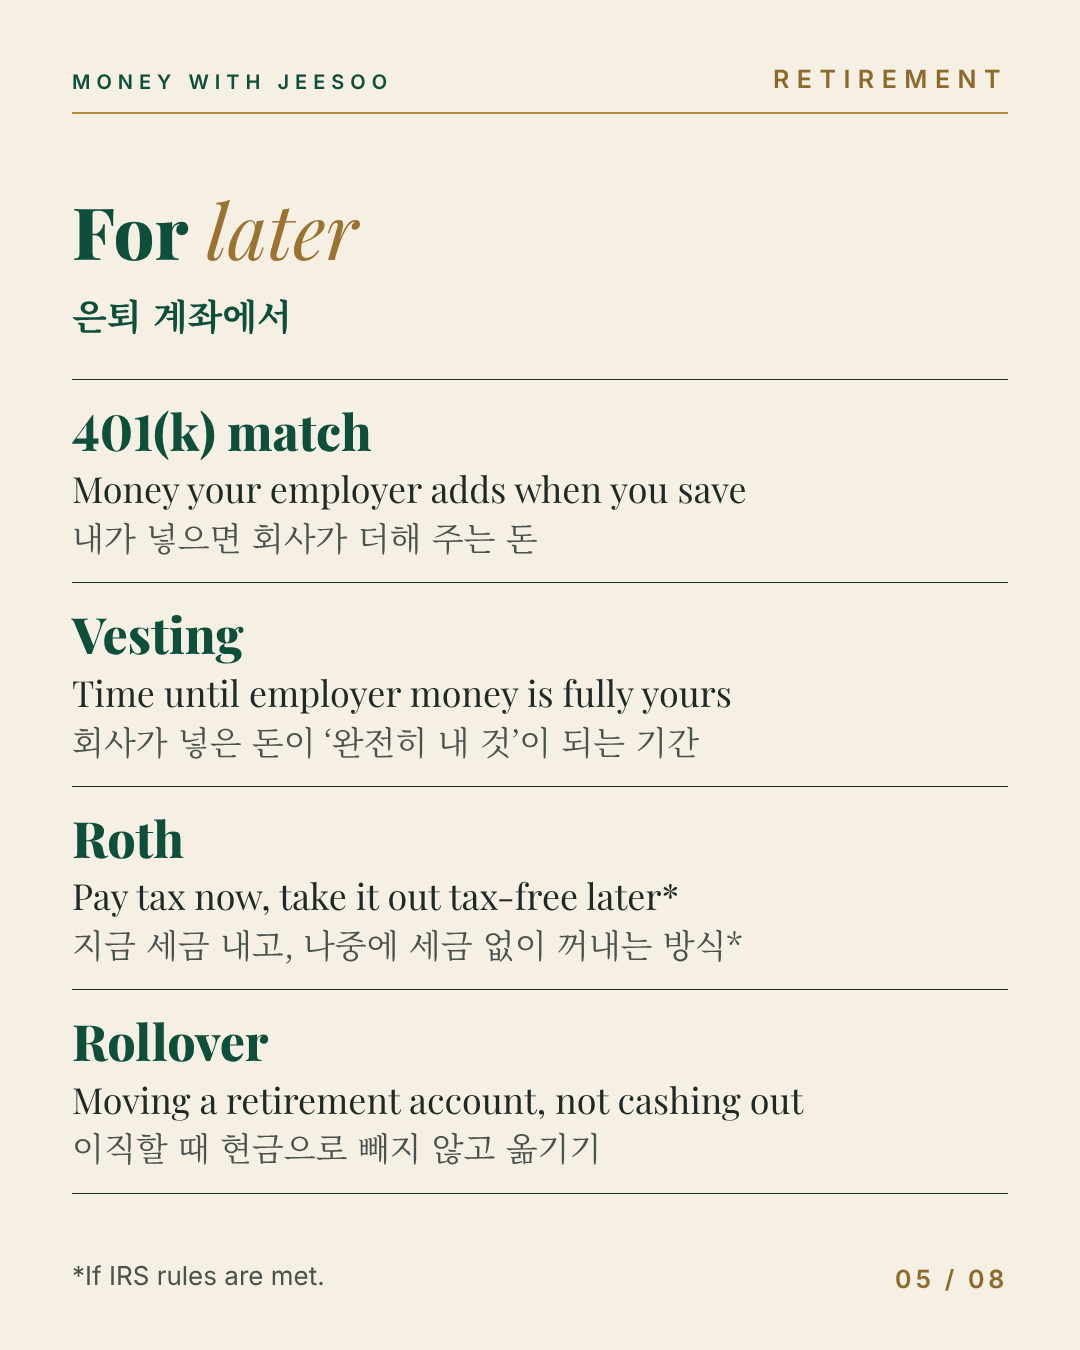 MONEY WITH JEESOO
RETIREMENT
For later
은퇴 계좌에서
401(k) match
Money your employer adds when you save
내가 넣으면 회사가 더해 주는 돈
Vesting
Time until employer money is fully yours
회사가 넣은 돈이 ‘완전히 내 것’이 되는 기간
Roth
Pay tax now, take it out tax-free later*
지금 세금 내고, 나중에 세금 없이 꺼내는 방식*
Rollover
Moving a retirement account, not cashing out
이직할 때 현금으로 빼지 않고 옮기기
*If IRS rules are met.
05 / 08